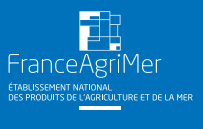 FranceAgriMer
ÉTABLISSEMENT NATIONAL
DES PRODUITS DE L'AGRICULTURE ET DE LA MER